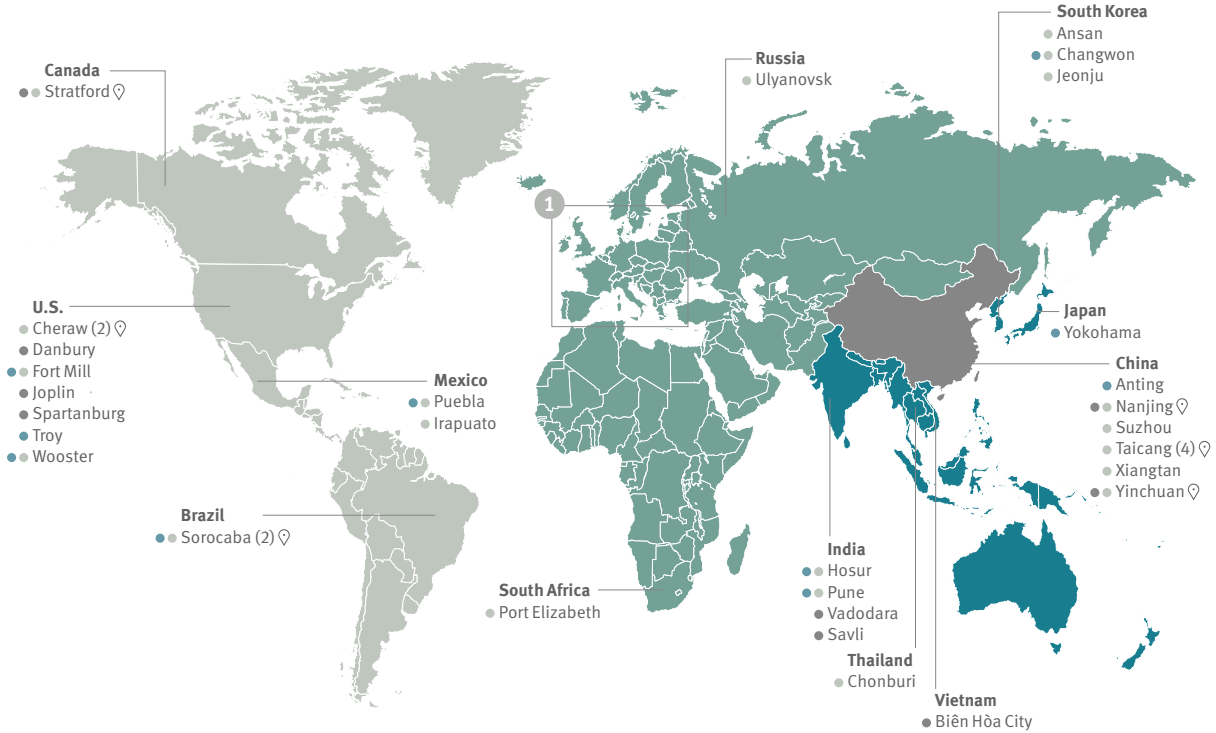 Canada
Stratford
U.S.
Cheraw (2)
Danbury
Fort Mill
Joplin
Spartanburg
Troy
Wooster
Mexico
Puebla
Irapuato
Brazil
Sorocaba (2)
1
Russia
Ulyanovsk
South Africa
Port Elizabeth
South Korea
Ansan
Changwon
Jeonju
Japan
Yokohama
China
Anting
Nanjing
Suzhou
Taicang (4)
Xiangtan
Yinchuan
India
Hosur
Pune
Vadodara
Savli
Thailand
Chonburi
Vietnam
Biên Hòa City